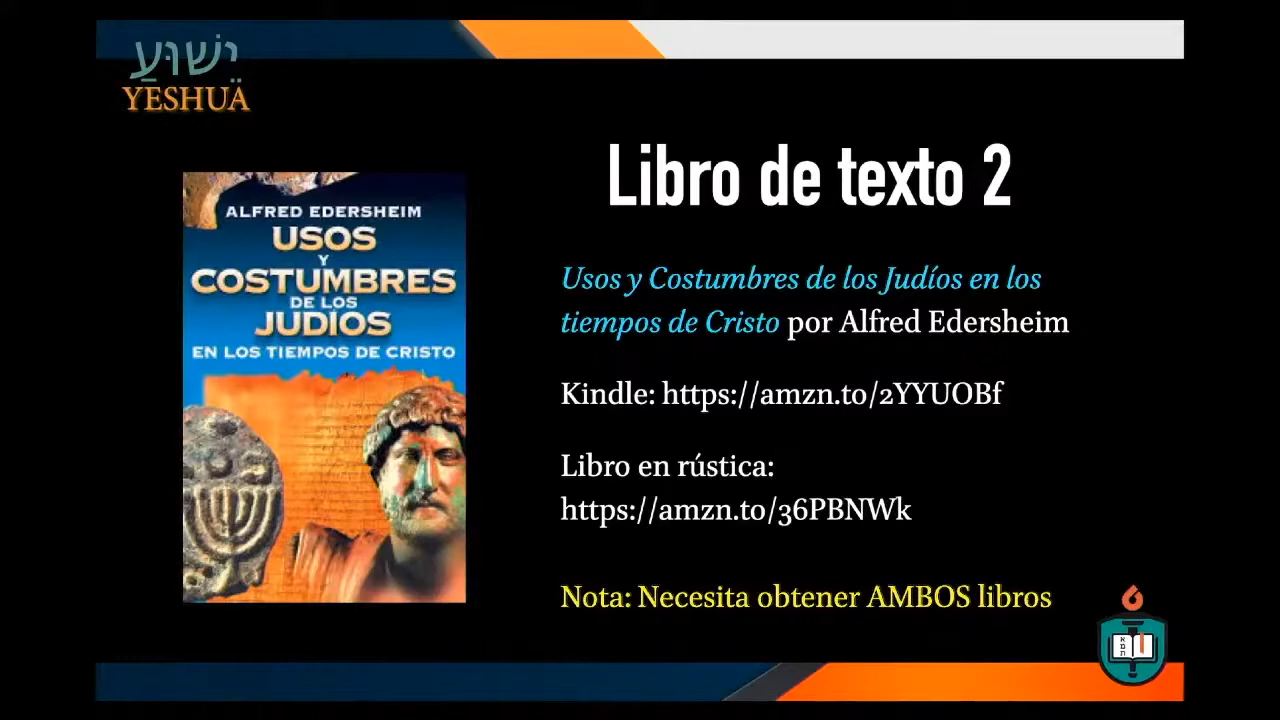 יֵשׁוּעַ
YESHUA
Libro de texto 2
ALFRED EDERSHEIM
USOS
Y
COSTUMBRES
DE LOS
JUDIOS
EN LOS TIEMPOS DE CRISTO
Usos y Costumbres de los Judíos en los
tiempos de Cristo por Alfred Edersheim
Kindle: https://amzn.to/2YYUOBf
Libro en rústica:
https://amzn.to/36PBNWk
Nota: Necesita obtener AMBOS libros